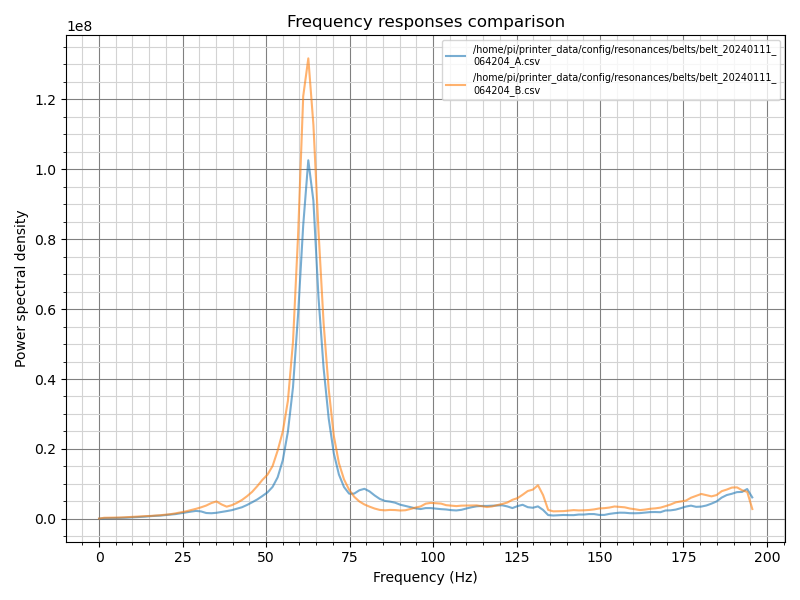 Frequency responses comparison
1e8
/home/pi/printer_data/config/resonances/belts/belt_20240111_
064204_A.csv
/home/pi/printer_data/config/resonances/belts/belt_20240111_
064204_B.csv
1.2
1.0
0.8
0.6
0.4
0.2
0.0
Power spectral density
0 25 50 75 100 125 150 175 200
Frequency (Hz)